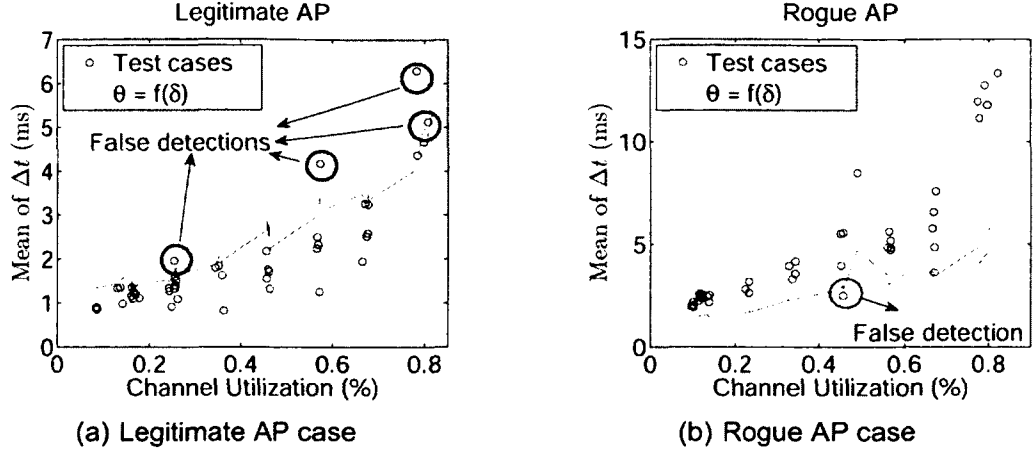 Legitimate AP
7
6
5
4
3
2
1
0
Mean of Δt (ms)
Test cases
θ = f(δ)
False detections
0
0.2
0.4
0.6
0.8
Channel Utilization (%)
(a) Legitimate AP case
Rogue AP
15
10
5
0
Mean of Δt (ms)
Test cases
θ = f(δ)
False detection
0
0.2
0.4
0.6
0.8
Channel Utilization (%)
(b) Rogue AP case